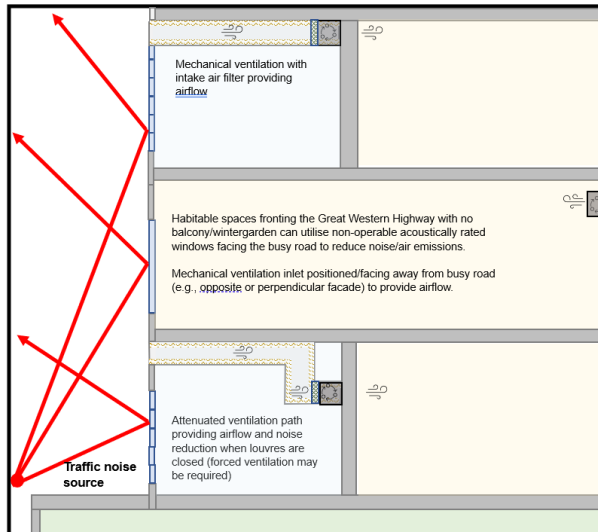 Mechanical ventilation with
intake air filter providing
airflow
Habitable spaces fronting the Great Western Highway with no
balcony/wintergarden can utilise non-operable acoustically rated
windows facing the busy road to reduce noise/air emissions.
Mechanical ventilation inlet positioned/facing away from busy road
(e.g., opposite or perpendicular facade) to provide airflow.
Attenuated ventilation path
providing airflow and noise
reduction when louvres are
closed (forced ventilation may
be required)
Traffic noise
source